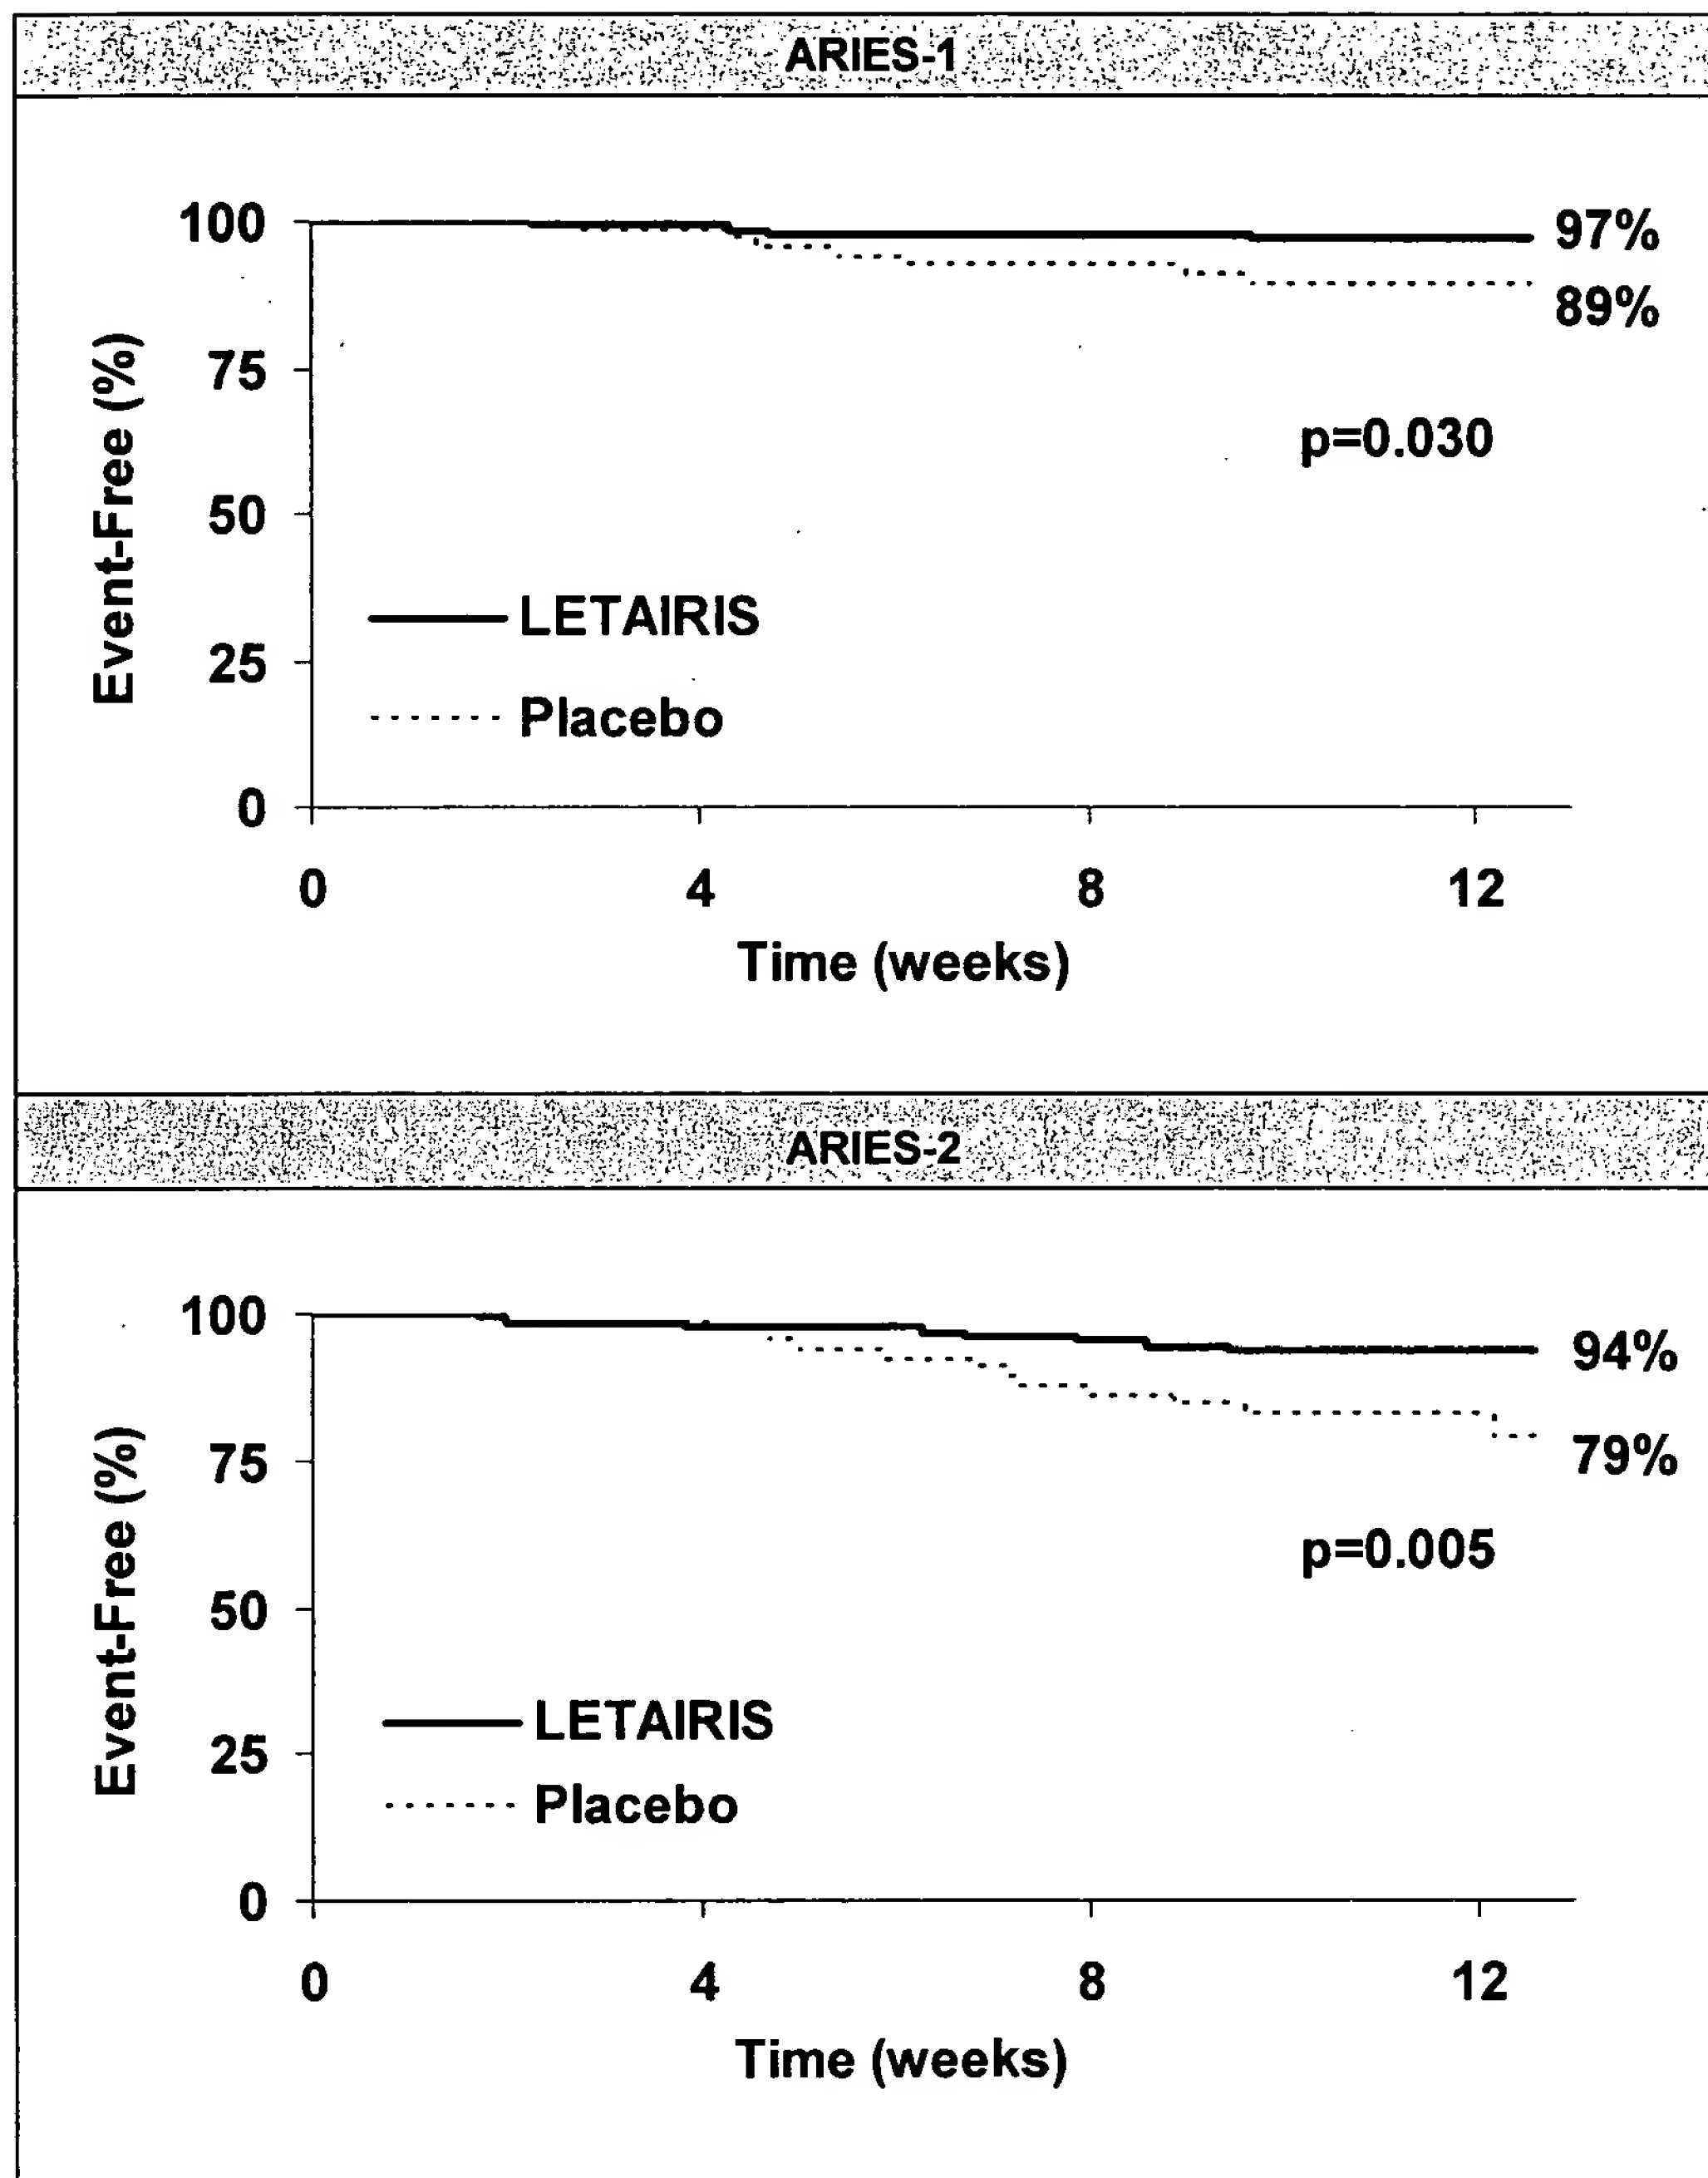 ARIES-1
100
75
50
25
0
Event-Free (%)
97%
89%
p=0.030
LETAIRIS
Placebo
0 4 8 12
Time (weeks)
ARIES-2
100
75
50
25
0
Event-Free (%)
94%
79%
p=0.005
LETAIRIS
Placebo
0 4 8 12
Time (weeks)